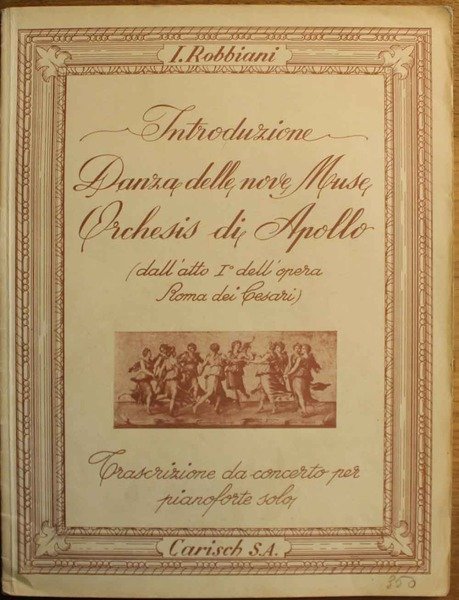 I. Robbiani
Introduzione
Danza delle nove Muse
Orchesis di Apollo
(dall'atto I° dell'opera
Roma dei Cesari)
Trascrizione da concerto per
pianoforte solo
Carisch S.A.
350